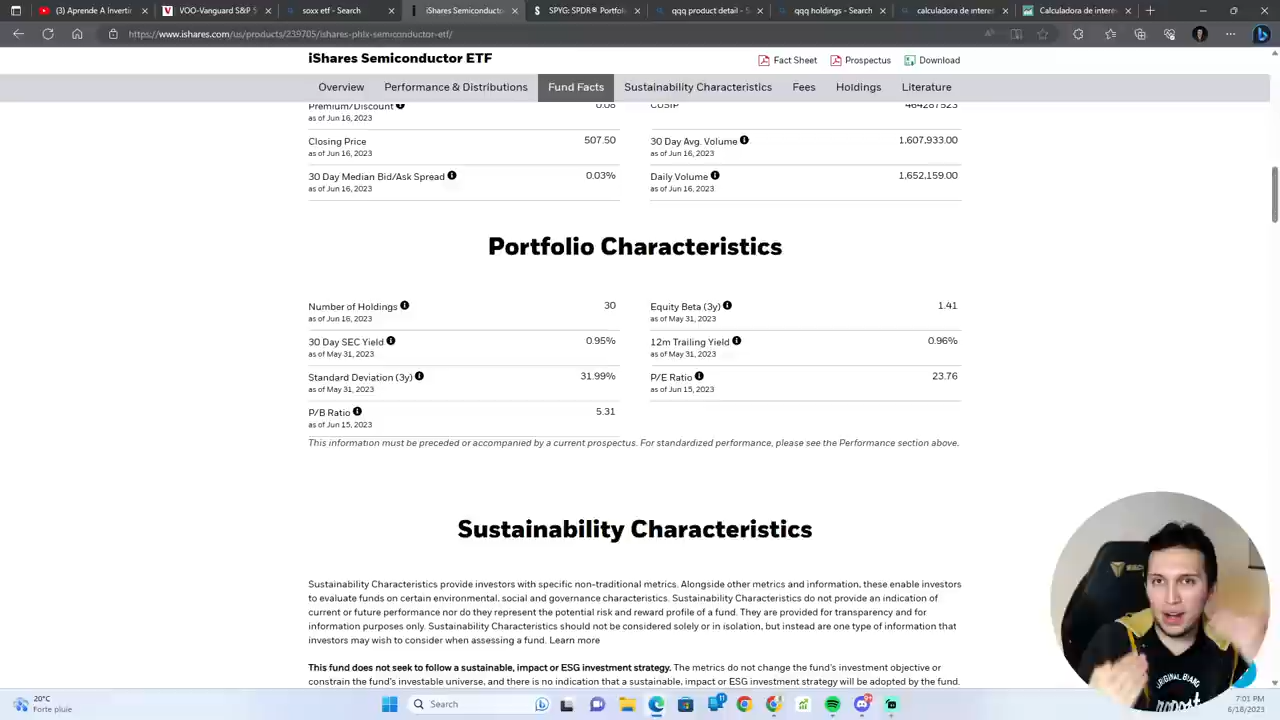 (3) Aprende A Inverti
VOO-Vanguard S&P 5
soxx etf - Search
iShares Semiconducto
SPYG: SPDR® Portfol
qqq product detail - S
qqq holdings - Search
calculadora de interes
Calculadora de interes
https://www.ishares.com/us/products/239705/ishares-phlx-semiconductor-etf/
iShares Semiconductor ETF
Fact Sheet
Prospectus
Download
Overview
Performance & Distributions
Fund Facts
Sustainability Characteristics
Fees
Holdings
Literature
Premium/Discount
0.08
as of Jun 16, 2023
CUSIP
464287523
Closing Price
507.50
as of Jun 16, 2023
30 Day Avg. Volume
1,607,933.00
as of Jun 16, 2023
30 Day Median Bid/Ask Spread
0.03%
as of Jun 16, 2023
Daily Volume
1,652,159.00
as of Jun 16, 2023
Portfolio Characteristics
Number of Holdings
30
as of Jun 16, 2023
Equity Beta (3y)
1.41
as of May 31, 2023
30 Day SEC Yield
0.95%
as of May 31, 2023
12m Trailing Yield
0.96%
as of May 31, 2023
Standard Deviation (3y)
31.99%
as of May 31, 2023
P/E Ratio
23.76
as of Jun 15, 2023
P/B Ratio
5.31
as of Jun 15, 2023
This information must be preceded or accompanied by a current prospectus. For standardized performance, please see the Performance section above.
Sustainability Characteristics
Sustainability Characteristics provide investors with specific non-traditional metrics. Alongside other metrics and information, these enable investors
to evaluate funds on certain environmental, social and governance characteristics. Sustainability Characteristics do not provide an indication of
current or future performance nor do they represent the potential risk and reward profile of a fund. They are provided for transparency and for
information purposes only. Sustainability Characteristics should not be considered solely or in isolation, but instead are one type of information that
investors may wish to consider when assessing a fund. Learn more
This fund does not seek to follow a sustainable, impact or ESG investment strategy. The metrics do not change the fund's investment objective or
constrain the fund's investable universe, and there is no indication that a sustainable, impact or ESG investment strategy will be adopted by the fund.
20°C
Forte pluie
Search
7:01 PM
6/18/2023